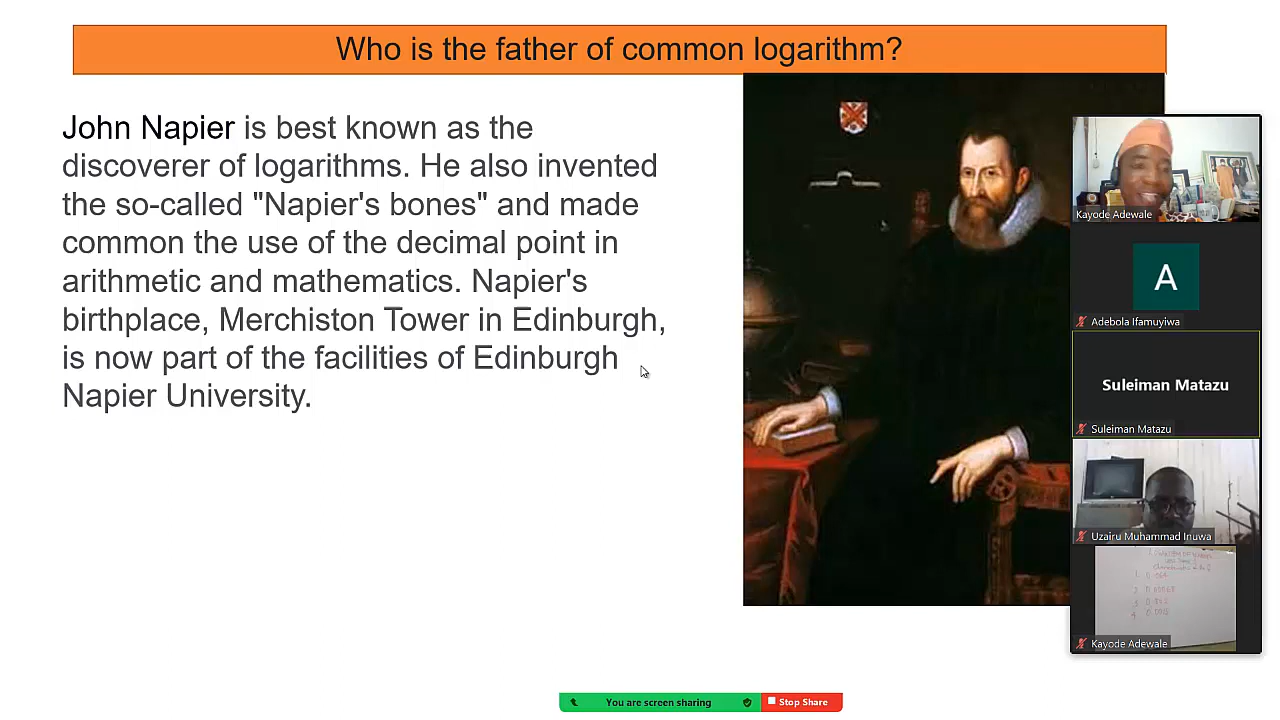 Who is the father of common logarithm?
John Napier is best known as the
discoverer of logarithms. He also invented
the so-called "Napier's bones" and made
common the use of the decimal point in
arithmetic and mathematics. Napier's
birthplace, Merchiston Tower in Edinburgh,
is now part of the facilities of Edinburgh
Napier University.
Kayode Adewale
A
Adebola Ifamuyiwa
Suleiman Matazu
Suleiman Matazu
Uzairu Muhammad Inuwa
Kayode Adewale
You are screen sharing
Stop Share